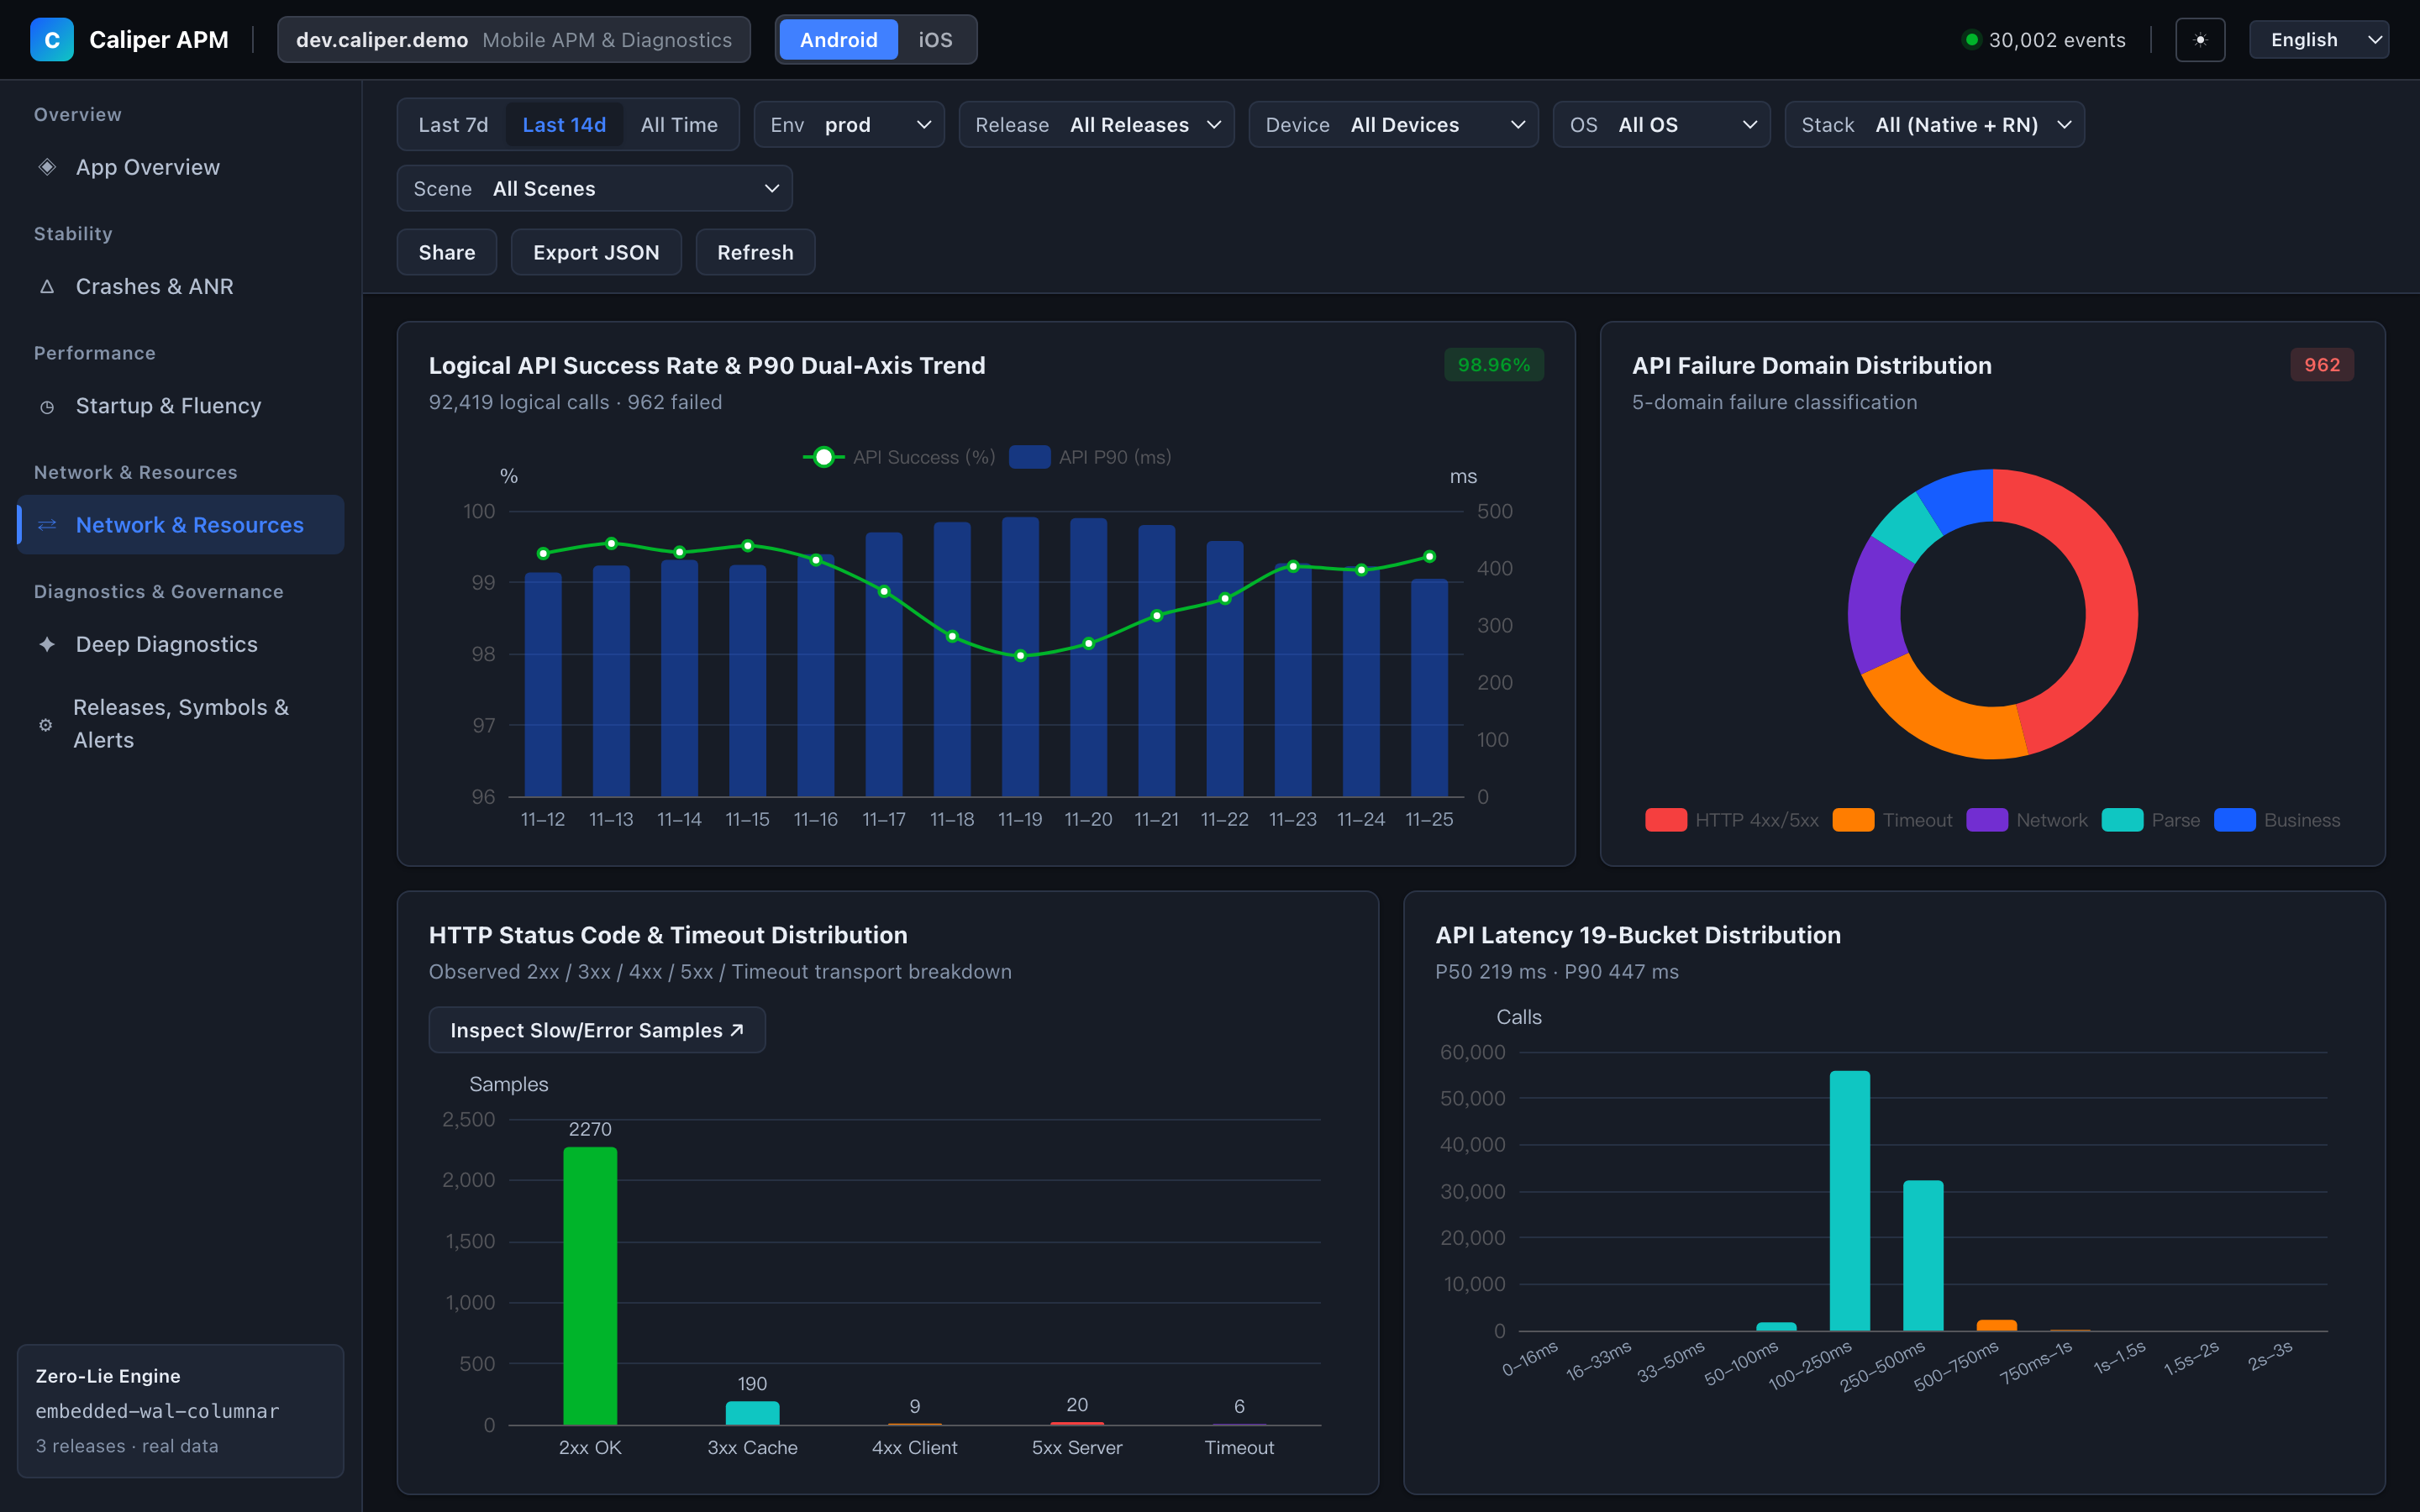 C Caliper APM dev.caliper.demo Mobile APM & Diagnostics Android iOS 30,002 events English
Overview
App Overview
Stability
Crashes & ANR
Performance
Startup & Fluency
Network & Resources
Network & Resources
Diagnostics & Governance
Deep Diagnostics
Releases, Symbols &
Alerts
Zero-Lie Engine
embedded-wal-columnar
3 releases · real data
Last 7d Last 14d All Time Env prod Release All Releases Device All Devices OS All OS Stack All (Native + RN)
Scene All Scenes
Share Export JSON Refresh
Logical API Success Rate & P90 Dual-Axis Trend 98.96%
92,419 logical calls · 962 failed
API Success (%) API P90 (ms)
% ms
100 500
99 400
98 300
97 200
96 100
0
11-12 11-13 11-14 11-15 11-16 11-17 11-18 11-19 11-20 11-21 11-22 11-23 11-24 11-25
API Failure Domain Distribution 962
5-domain failure classification
HTTP 4xx/5xx Timeout Network Parse Business
HTTP Status Code & Timeout Distribution
Observed 2xx / 3xx / 4xx / 5xx / Timeout transport breakdown
Inspect Slow/Error Samples ↗
Samples
2,500
2,000
1,500
1,000
500
0
2270 190 9 20 6
2xx OK 3xx Cache 4xx Client 5xx Server Timeout
API Latency 19-Bucket Distribution
P50 219 ms · P90 447 ms
Calls
60,000
50,000
40,000
30,000
20,000
10,000
0
0-16ms 16-33ms 33-50ms 50-100ms 100-250ms 250-500ms 500-750ms 750ms-1s 1s-1.5s 1.5s-2s 2s-3s